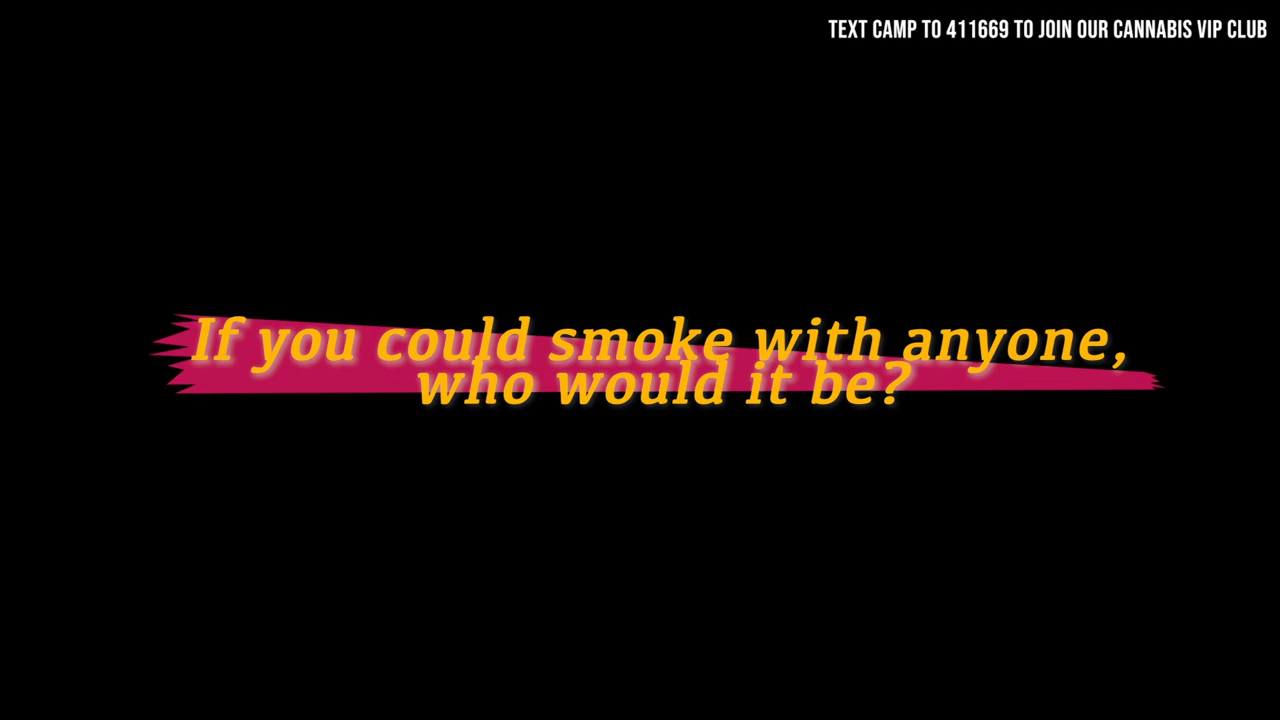 TEXT CAMP TO 411669 TO JOIN OUR CANNABIS VIP CLUB
If you could smoke with anyone,
who would it be?